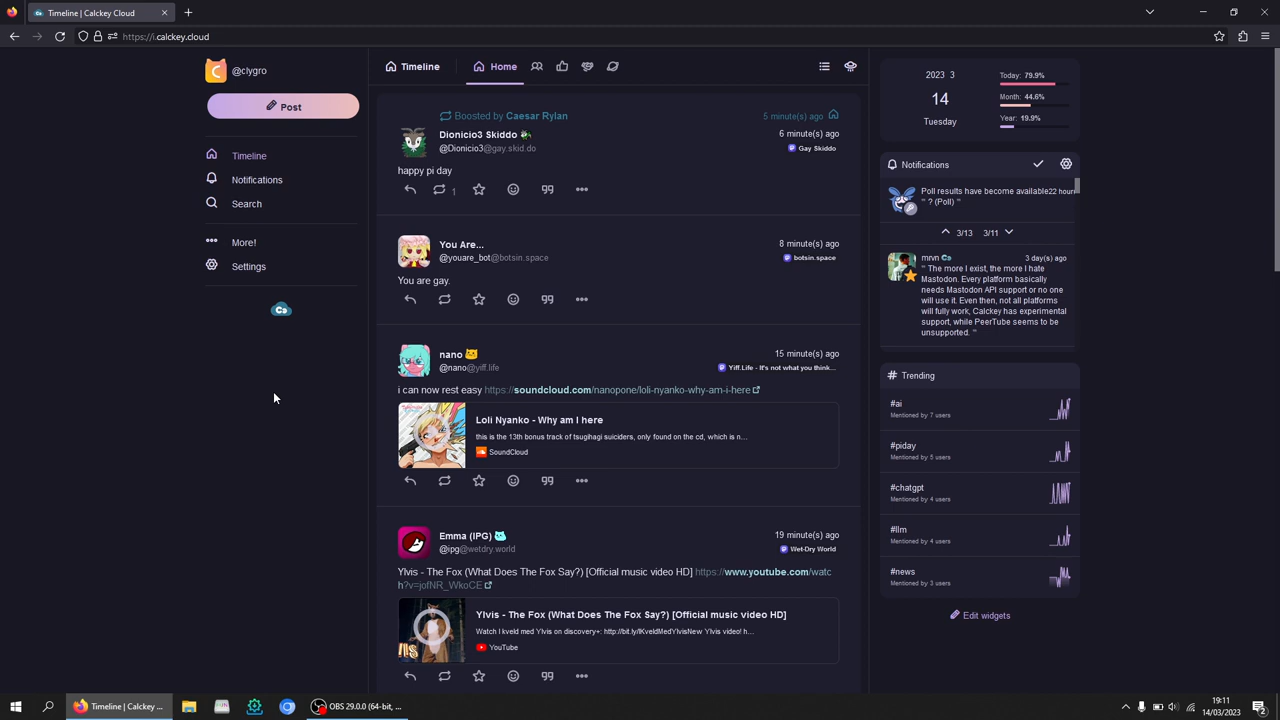 Timeline | Calckey Cloud
https://i.calckey.cloud
@clygro
Post
Timeline
Notifications
Search
More!
Settings
Timeline
Home
Boosted by Caesar Rylan
5 minute(s) ago
Dionicio3 Skiddo
6 minute(s) ago
@Dionicio3@gay.skid.do
Gay Skiddo
happy pi day
1
You Are...
8 minute(s) ago
@youare_bot@botsin.space
botsin.space
You are gay.
nano
15 minute(s) ago
@nano@yiff.life
Yiff.Life - It's not what you think...
i can now rest easy https://soundcloud.com/nanopone/loli-nyanko-why-am-i-here
Loli Nyanko - Why am I here
this is the 13th bonus track of tsugihagi suiciders, only found on the cd, which is n...
SoundCloud
Emma (IPG)
19 minute(s) ago
@ipg@wetdry.world
Wet-Dry World
Ylvis - The Fox (What Does The Fox Say?) [Official music video HD] https://www.youtube.com/watc
h?v=jofNR_WkoCE
Ylvis - The Fox (What Does The Fox Say?) [Official music video HD]
Watch I kveld med Ylvis on discovery+: http://bit.ly/IKveldMedYlvisNew Ylvis video! h...
YouTube
2023 3
14
Tuesday
Today: 79.9%
Month: 44.6%
Year: 19.9%
Notifications
Poll results have become available 22 hour
" ? (Poll) "
3/13 3/11
mrvn
3 day(s) ago
" The more I exist, the more I hate
Mastodon. Every platform basically
needs Mastodon API support or no one
will use it. Even then, not all platforms
will fully work, Calckey has experimental
support, while PeerTube seems to be
unsupported. "
Trending
#ai
Mentioned by 7 users
#piday
Mentioned by 5 users
#chatgpt
Mentioned by 4 users
#llm
Mentioned by 4 users
#news
Mentioned by 3 users
Edit widgets
Timeline | Calckey ...
OBS 29.0.0 (64-bit, ...
19:11
14/03/2023